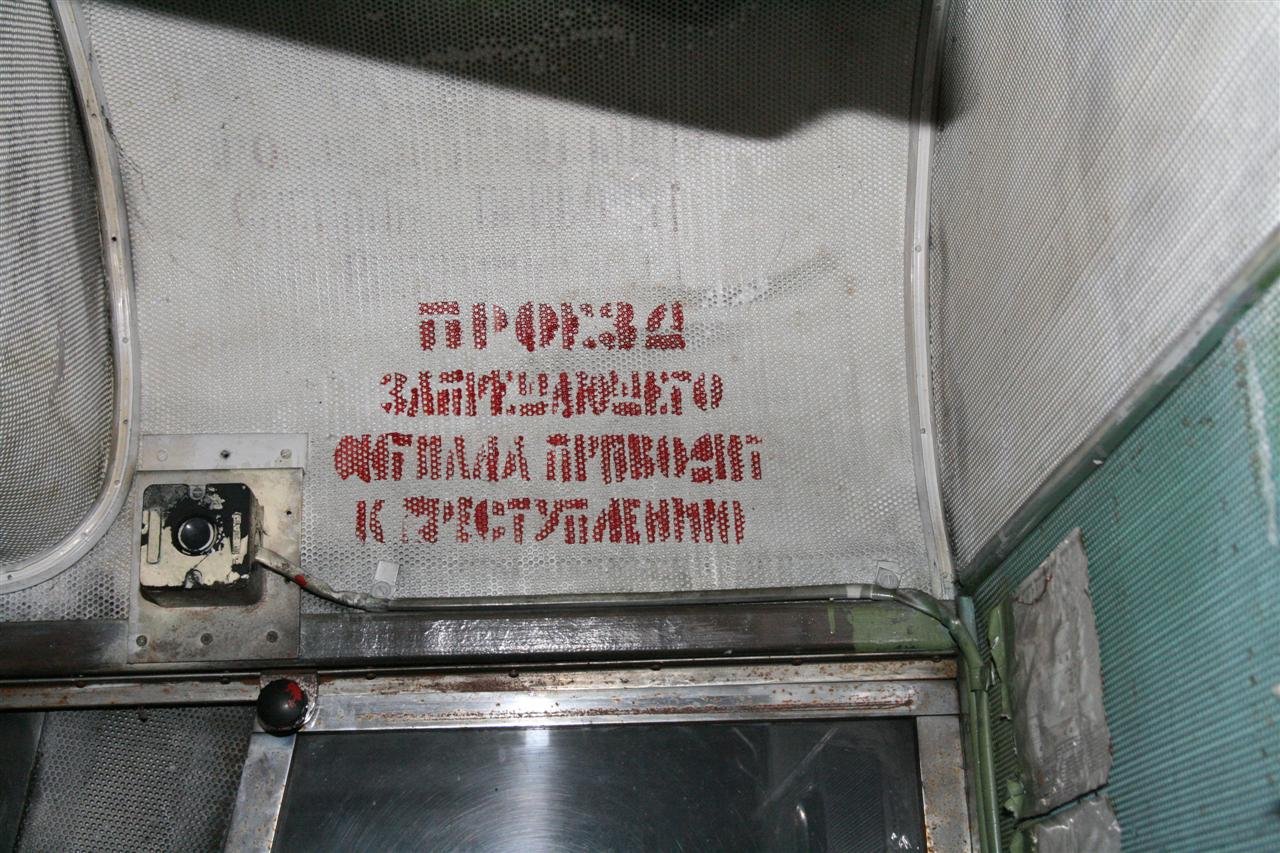 ПРОЕЗД
ЗАПРЕЩАЮЩЕГО
СИГНАЛА ПРИВОДИТ
К ПРЕСТУПЛЕНИЮ